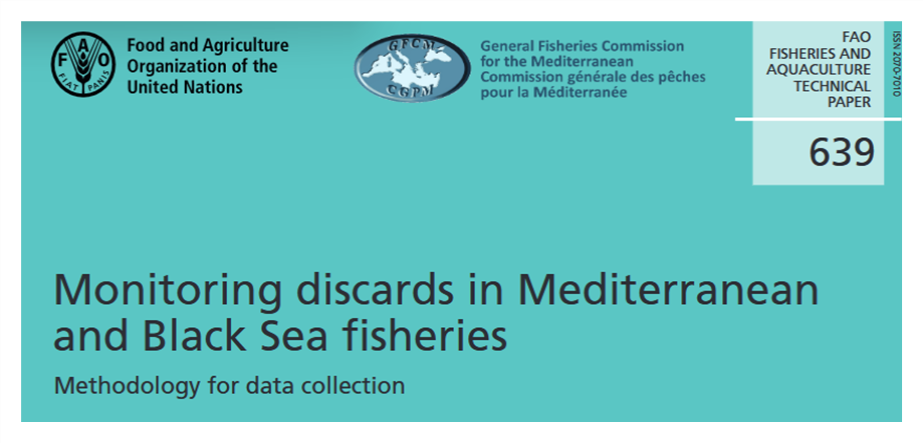 FAO
FIAT PANIS
Food and Agriculture
Organization of the
United Nations
GFCM
CGPM
General Fisheries Commission
for the Mediterranean
Commission générale des pêches
pour la Méditerranée
FAO
FISHERIES AND
AQUACULTURE
TECHNICAL
PAPER
ISSN 2070-7010
639
Monitoring discards in Mediterranean
and Black Sea fisheries
Methodology for data collection